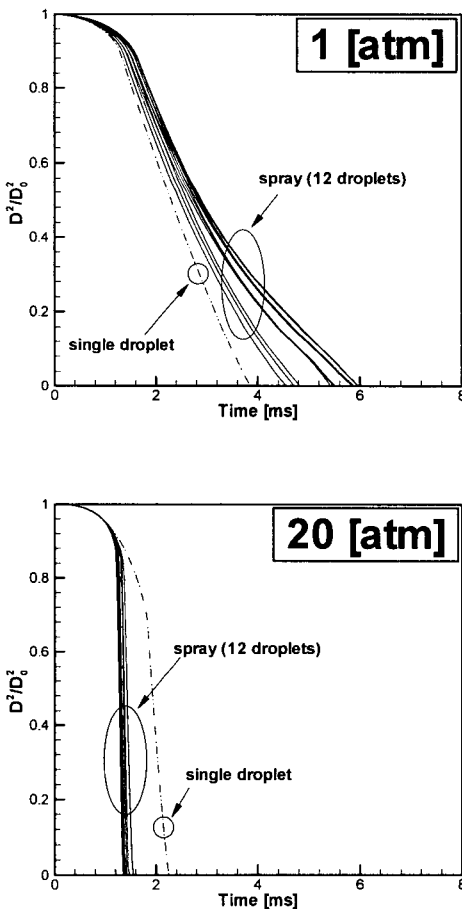 1 [atm]
1
0.8
0.6
0.4
0.2
0
D²/D₀²
spray (12 droplets)
single droplet
0 2 4 6 8
Time [ms]
20 [atm]
1
0.8
0.6
0.4
0.2
0
D²/D₀²
spray (12 droplets)
single droplet
0 2 4 6 8
Time [ms]